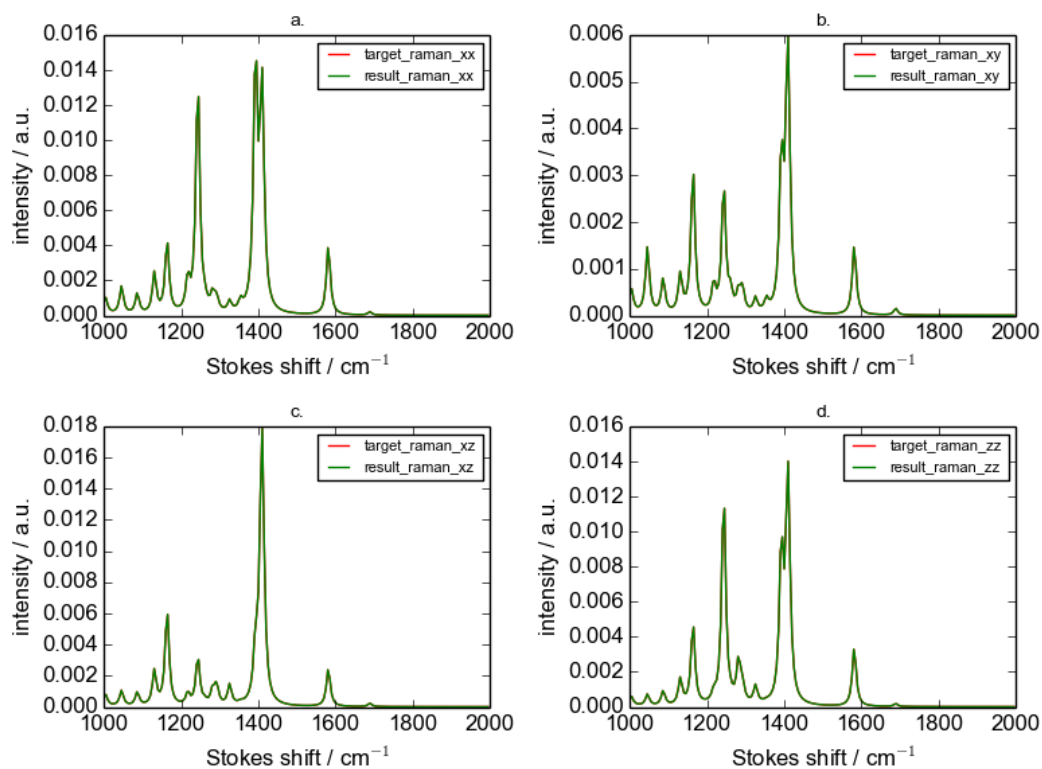 a.
target_raman_xx
result_raman_xx
0.016
0.014
0.012
0.010
0.008
0.006
0.004
0.002
0.000
1000 1200 1400 1600 1800 2000
intensity / a.u.
Stokes shift / cm⁻¹
b.
target_raman_xy
result_raman_xy
0.006
0.005
0.004
0.003
0.002
0.001
0.000
1000 1200 1400 1600 1800 2000
intensity / a.u.
Stokes shift / cm⁻¹
c.
target_raman_xz
result_raman_xz
0.018
0.016
0.014
0.012
0.010
0.008
0.006
0.004
0.002
0.000
1000 1200 1400 1600 1800 2000
intensity / a.u.
Stokes shift / cm⁻¹
d.
target_raman_zz
result_raman_zz
0.016
0.014
0.012
0.010
0.008
0.006
0.004
0.002
0.000
1000 1200 1400 1600 1800 2000
intensity / a.u.
Stokes shift / cm⁻¹